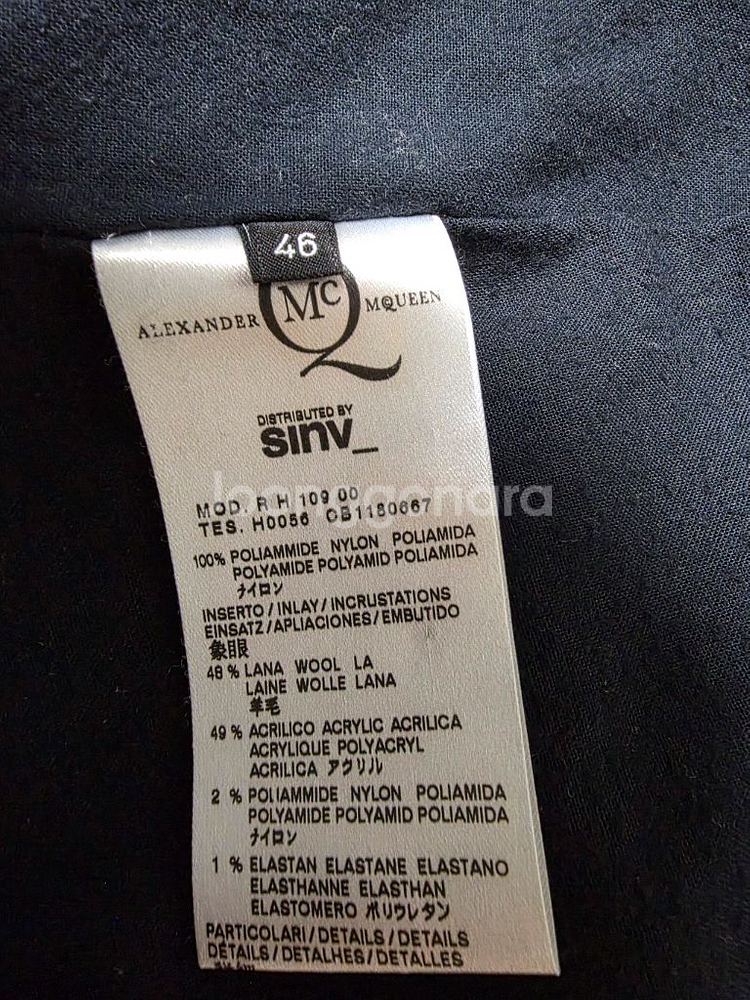 46
ALEXANDER McQ MCQUEEN
DISTRIBUTED BY
sinv_
loonggonara
MOD. R H 109 00
TES. H0056 CB1180667
100% POLIAMMIDE NYLON POLIAMIDA
POLYAMIDE POLYAMID POLIAMIDA
ナイロン
INSERTO / INLAY / INCRUSTATIONS
EINSATZ / APLIACIONES / EMBUTIDO
象眼
48 % LANA WOOL LA
LAINE WOLLE LANA
羊毛
49 % ACRILICO ACRYLIC ACRILICA
ACRYLIQUE POLYACRYL
ACRILICA アクリル
2 % POLIAMMIDE NYLON POLIAMIDA
POLYAMIDE POLYAMID POLIAMIDA
ナイロン
1 % ELASTAN ELASTANE ELASTANO
ELASTHANNE ELASTHAN
ELASTOMERO ポリウレタン
PARTICOLARI / DETAILS / DETAILS
DÉTAILS / DETALHES / DETALLES